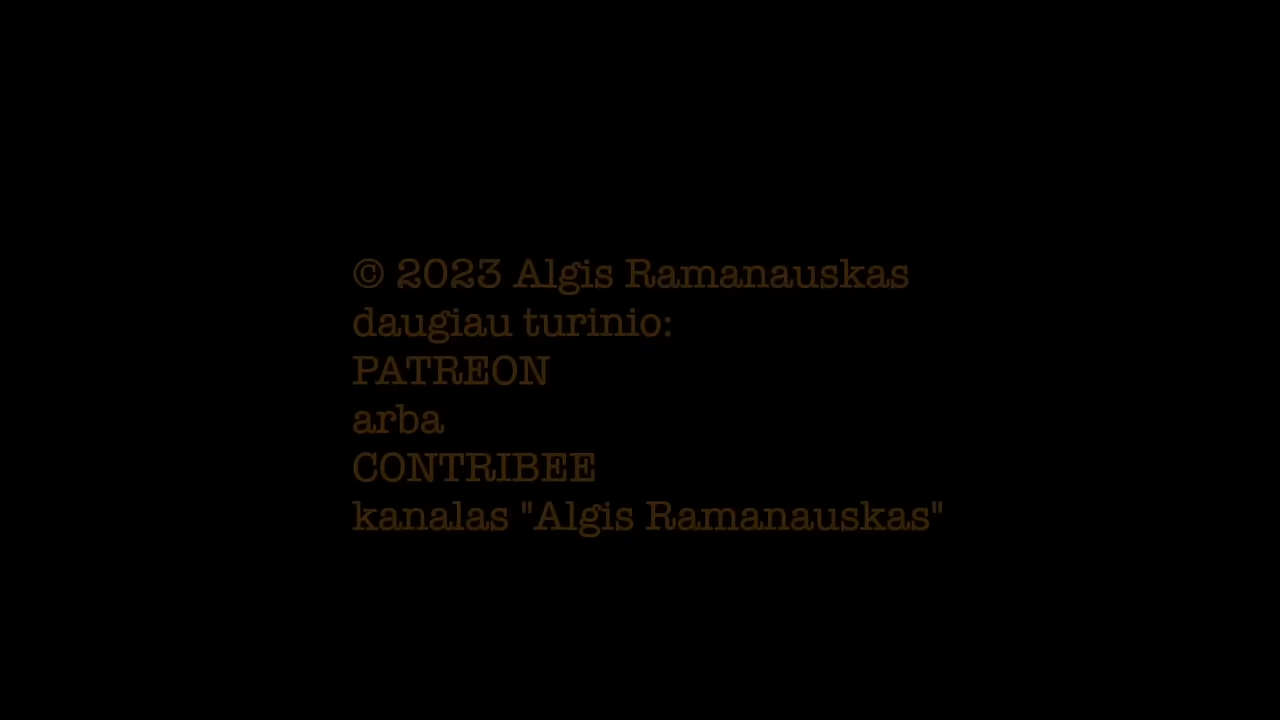 © 2023 Algis Ramanauskas
daugiau turinio:
PATREON
arba
CONTRIBEE
kanalas "Algis Ramanauskas"